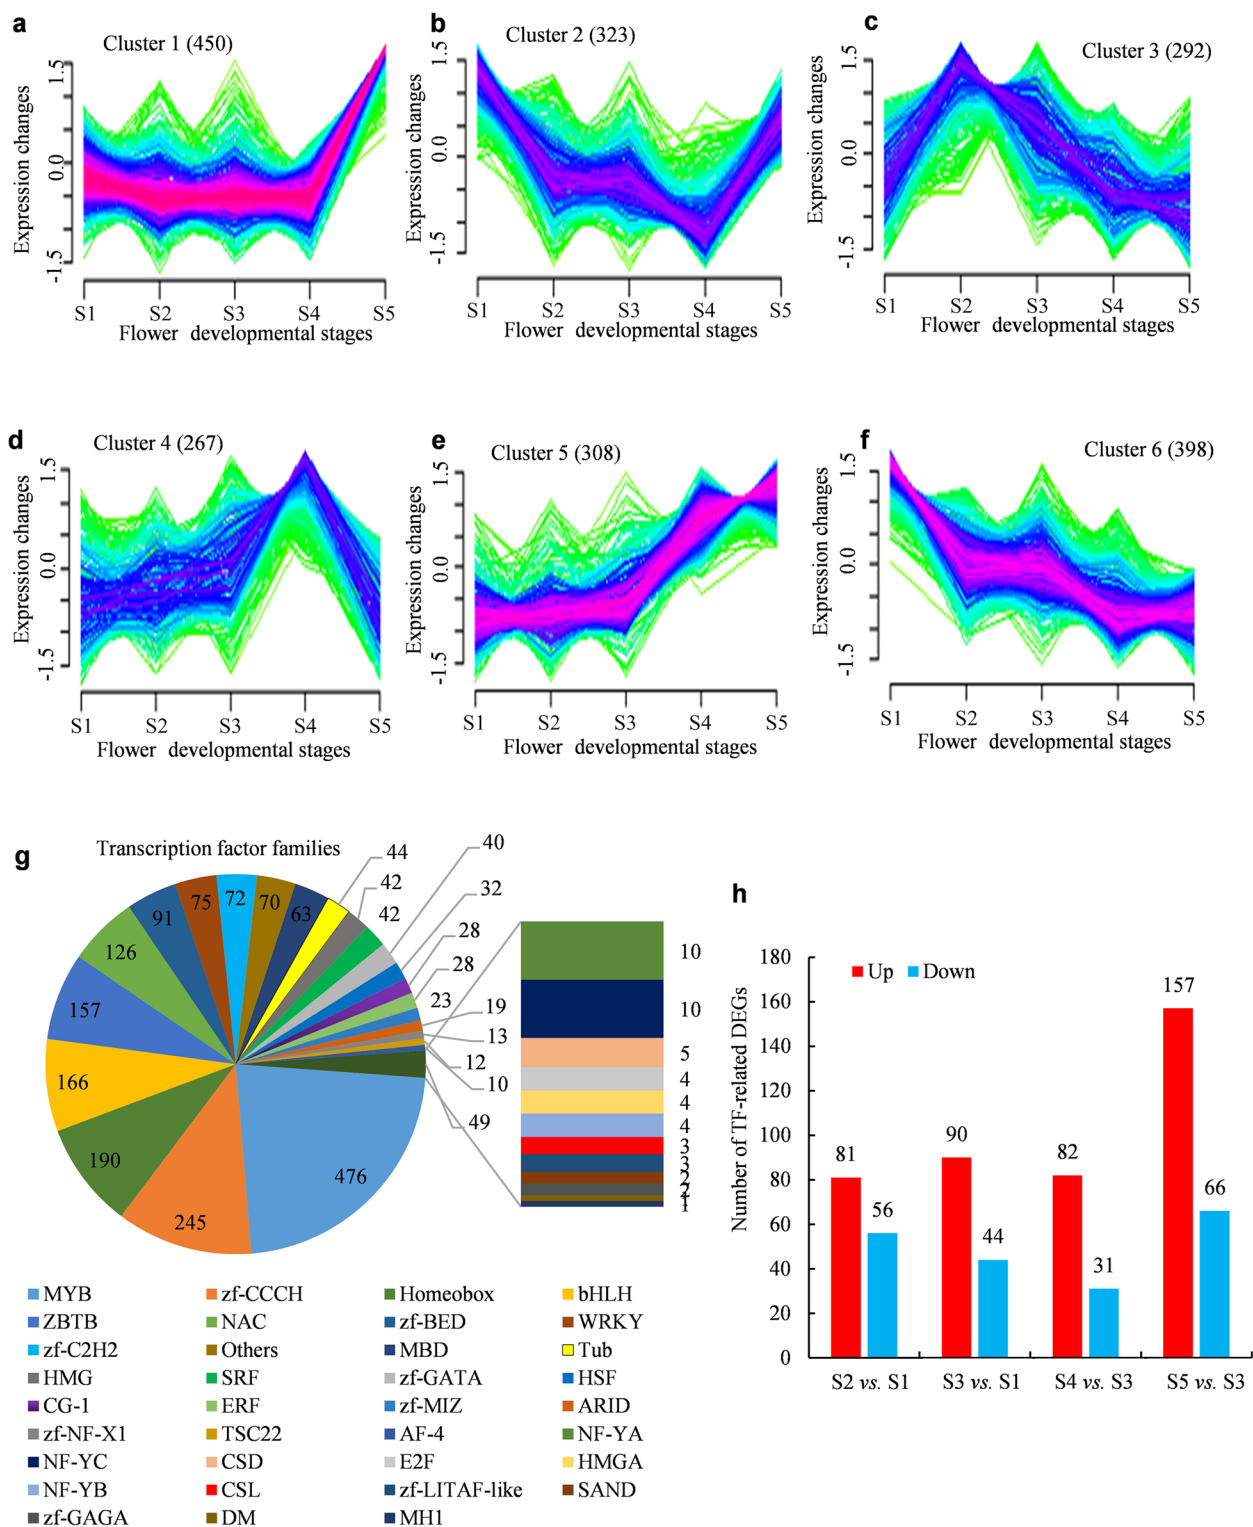 a
Cluster 1 (450)
Expression changes
1.5
0.0
-1.5
S1 S2 S3 S4 S5
Flower developmental stages
b
Cluster 2 (323)
Expression changes
1.5
0.0
-1.5
S1 S2 S3 S4 S5
Flower developmental stages
c
Cluster 3 (292)
Expression changes
1.5
0.0
-1.5
S1 S2 S3 S4 S5
Flower developmental stages
d
Cluster 4 (267)
Expression changes
1.5
0.0
-1.5
S1 S2 S3 S4 S5
Flower developmental stages
e
Cluster 5 (308)
Expression changes
1.5
0.0
-1.5
S1 S2 S3 S4 S5
Flower developmental stages
f
Cluster 6 (398)
Expression changes
1.5
0.0
-1.5
S1 S2 S3 S4 S5
Flower developmental stages
g
Transcription factor families
476
245
190
166
157
126
91
75
72
70
63
44
42
42
40
32
28
28
23
19
13
12
10
49
10
10
5
4
4
4
3
3
2
2
1
1
MYB zf-CCCH Homeobox bHLH
ZBTB NAC zf-BED WRKY
zf-C2H2 Others MBD Tub
HMG SRF zf-GATA HSF
CG-1 ERF zf-MIZ ARID
zf-NF-X1 TSC22 AF-4 NF-YA
NF-YC CSD E2F HMGA
NF-YB CSL zf-LITAF-like SAND
zf-GAGA DM MH1
h
Number of TF-related DEGs
180
160
140
120
100
80
60
40
20
0
Up Down
81 56 90 44 82 31 157 66
S2 vs. S1 S3 vs. S1 S4 vs. S3 S5 vs. S3